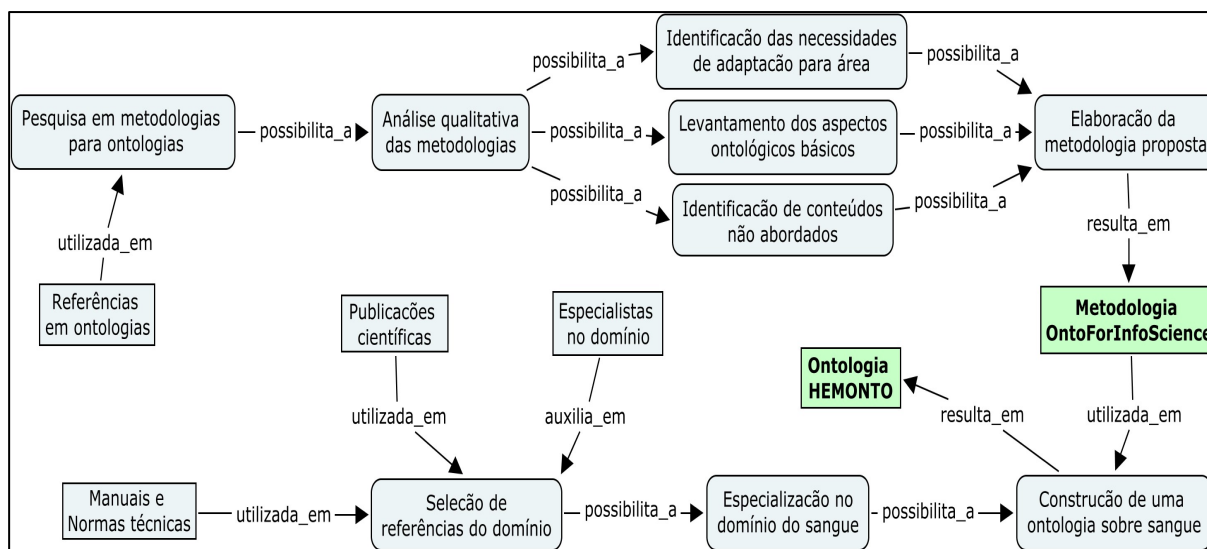 Identificacão das necessidades
de adaptacão para área
possibilita_a
possibilita_a
Pesquisa em metodologias
para ontologias
possibilita_a
Análise qualitativa
das metodologias
possibilita_a
Levantamento dos aspectos
ontológicos básicos
possibilita_a
Elaboracão da
metodologia proposta
possibilita_a
Identificacão de conteúdos
não abordados
possibilita_a
utilizada_em
resulta_em
Referências
em ontologias
Publicacões
científicas
Especialistas
no domínio
Metodologia
OntoForInfoScience
Ontologia
HEMONTO
utilizada_em
auxilia_em
resulta_em
utilizada_em
Manuais e
Normas técnicas
utilizada_em
Selecão de
referências do domínio
possibilita_a
Especializacão no
domínio do sangue
possibilita_a
Construcão de uma
ontologia sobre sangue